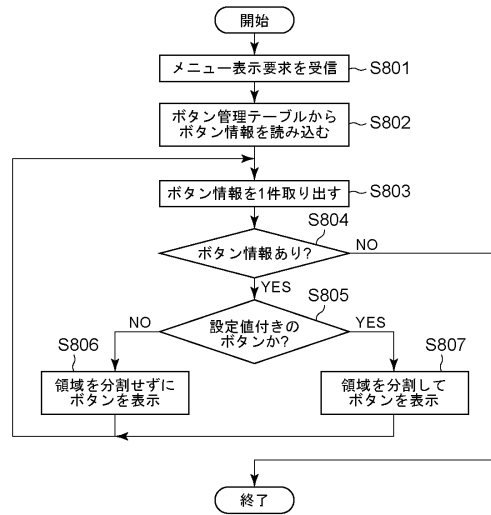 開始
メニュー表示要求を受信
S801
ボタン管理テーブルから
ボタン情報を読み込む
S802
ボタン情報を1件取り出す
S803
S804
ボタン情報あり?
NO
YES
S805
設定値付きの
ボタンか?
NO
YES
S806
領域を分割せずに
ボタンを表示
S807
領域を分割して
ボタンを表示
終了